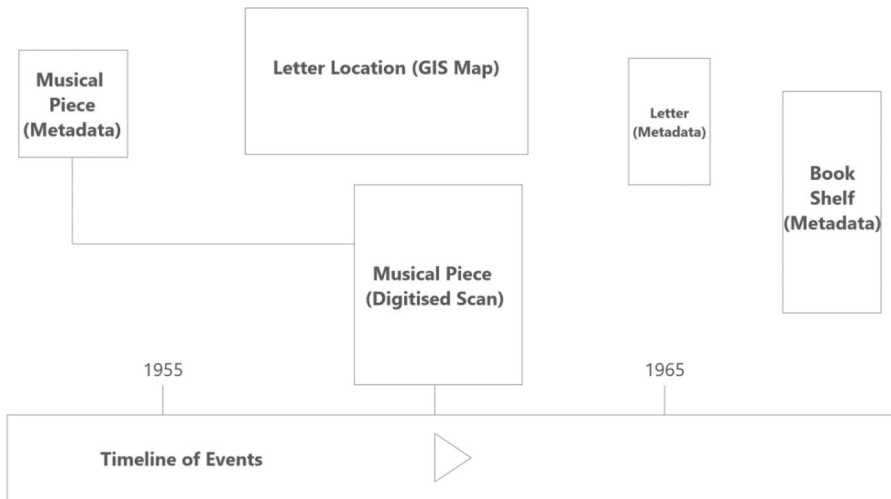 Musical
Piece
(Metadata)
Letter Location (GIS Map)
Letter
(Metadata)
Book
Shelf
(Metadata)
Musical Piece
(Digitised Scan)
1955
1965
Timeline of Events